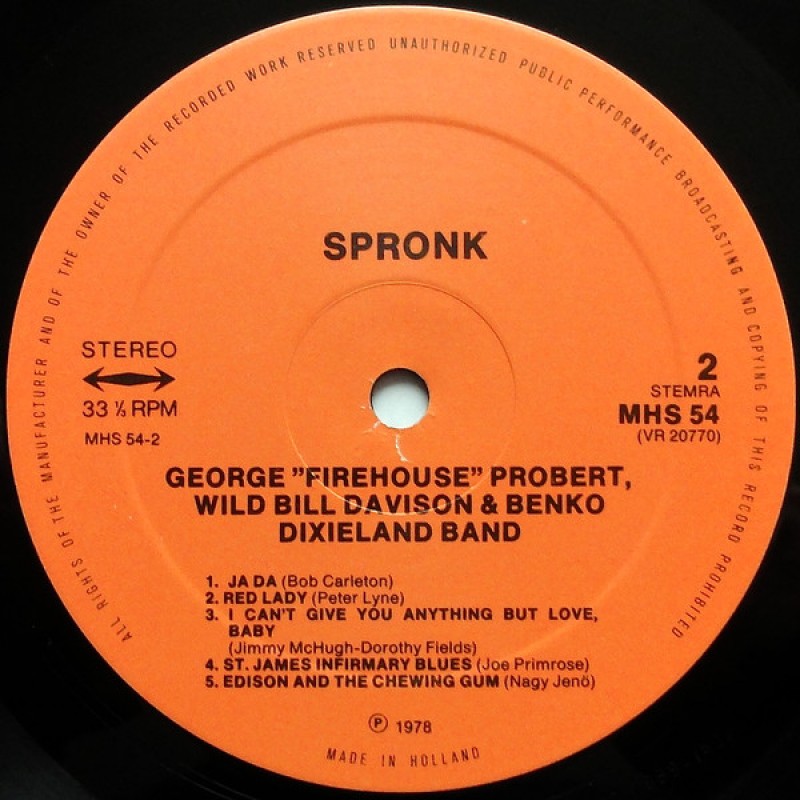 ALL RIGHTS OF THE MANUFACTURER AND OF THE OWNER OF THE RECORDED WORK RESERVED UNAUTHORIZED PUBLIC PERFORMANCE BROADCASTING AND COPYING OF THIS RECORD PROHIBITED
SPRONK
STEREO
33 ⅓ RPM
MHS 54-2
2
STEMRA
MHS 54
(VR 20770)
GEORGE ”FIREHOUSE” PROBERT,
WILD BILL DAVISON & BENKO
DIXIELAND BAND
1. JA DA (Bob Carleton)
2. RED LADY (Peter Lyne)
3. I CAN'T GIVE YOU ANYTHING BUT LOVE,
BABY
(Jimmy McHugh-Dorothy Fields)
4. ST. JAMES INFIRMARY BLUES (Joe Primrose)
5. EDISON AND THE CHEWING GUM (Nagy Jenö)
℗ 1978
MADE IN HOLLAND